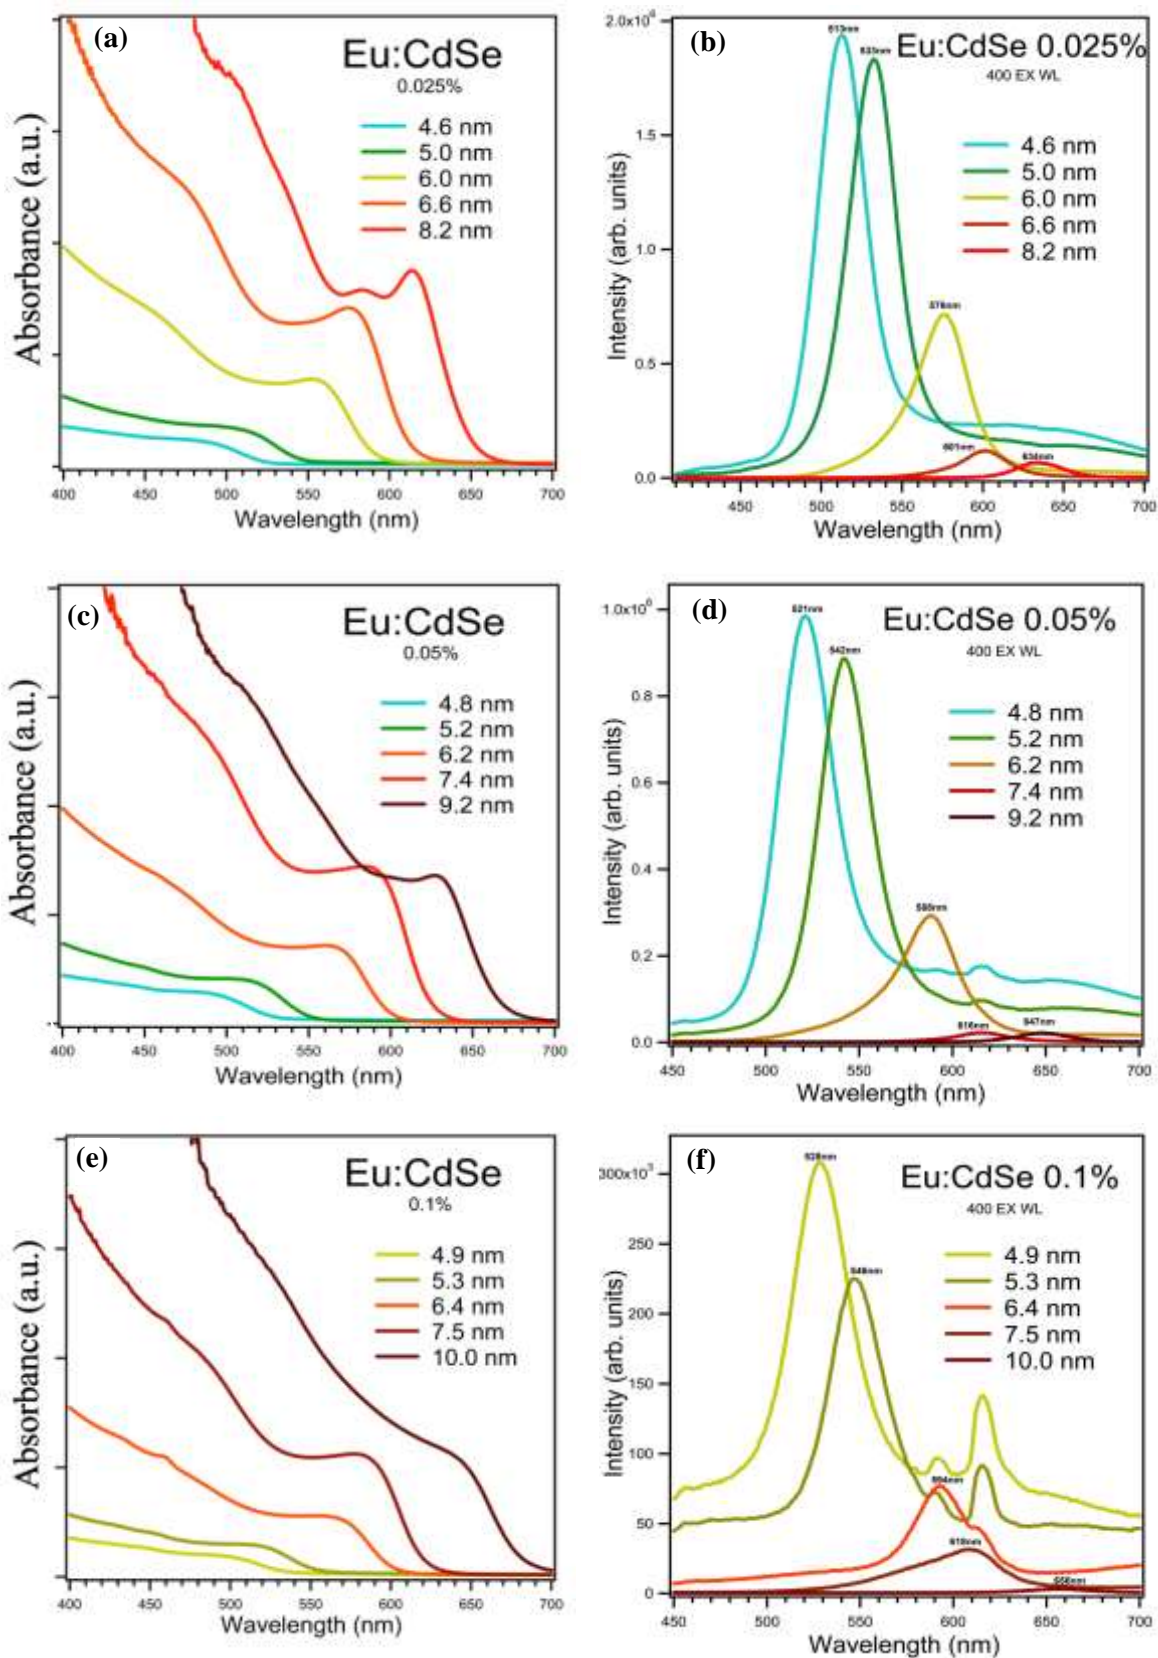 (a)
Eu:CdSe
0.025%
4.6 nm
5.0 nm
6.0 nm
6.6 nm
8.2 nm
Absorbance (a.u.)
400 450 500 550 600 650 700
Wavelength (nm)
(b)
Eu:CdSe 0.025%
400 EX WL
513nm
533nm
576nm
601nm
634nm
4.6 nm
5.0 nm
6.0 nm
6.6 nm
8.2 nm
Intensity (arb. units)
1.5
1.0
0.5
0.0
450 500 550 600 650 700
Wavelength (nm)
(c)
Eu:CdSe
0.05%
4.8 nm
5.2 nm
6.2 nm
7.4 nm
9.2 nm
Absorbance (a.u.)
400 450 500 550 600 650 700
Wavelength (nm)
(d)
Eu:CdSe 0.05%
400 EX WL
521nm
542nm
588nm
616nm
647nm
4.8 nm
5.2 nm
6.2 nm
7.4 nm
9.2 nm
Intensity (arb. units)
0.8
0.6
0.4
0.2
0.0
450 500 550 600 650 700
Wavelength (nm)
(e)
Eu:CdSe
0.1%
4.9 nm
5.3 nm
6.4 nm
7.5 nm
10.0 nm
Absorbance (a.u.)
400 450 500 550 600 650 700
Wavelength (nm)
(f)
Eu:CdSe 0.1%
400 EX WL
4.9 nm
5.3 nm
6.4 nm
7.5 nm
10.0 nm
Intensity (arb. units)
300x10³
250
200
150
100
50
0
450 500 550 600 650 700
Wavelength (nm)